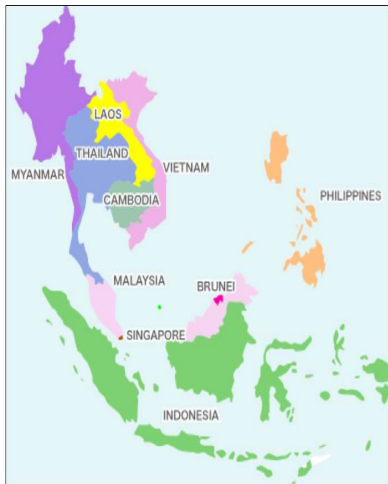 LAOS
THAILAND
MYANMAR
VIETNAM
CAMBODIA
PHILIPPINES
MALAYSIA
BRUNEI
SINGAPORE
INDONESIA